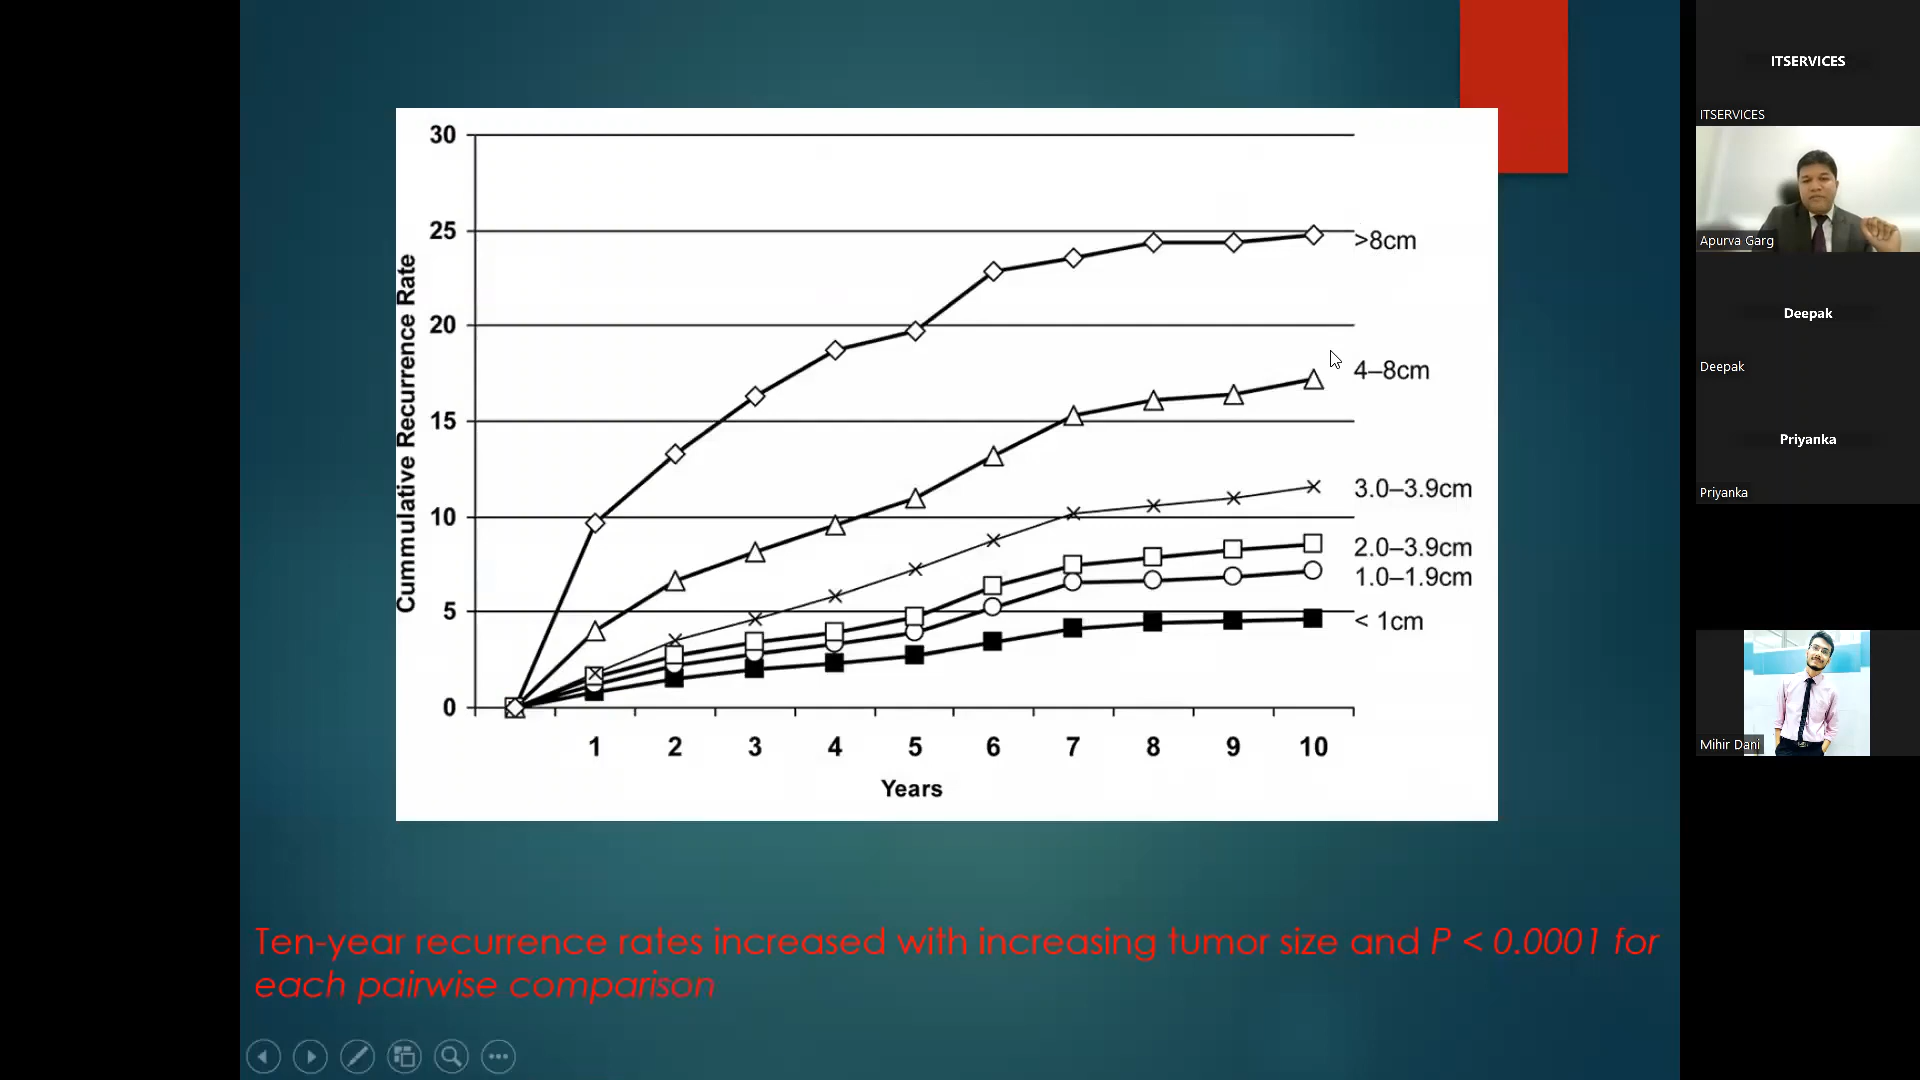 30
25
20
15
10
5
0
Cummulative Recurrence Rate
>8cm
4–8cm
3.0–3.9cm
2.0–3.9cm
1.0–1.9cm
< 1cm
1 2 3 4 5 6 7 8 9 10
Years
Ten-year recurrence rates increased with increasing tumor size and P < 0.0001 for
each pairwise comparison
ITSERVICES
ITSERVICES
Apurva Garg
Deepak
Deepak
Priyanka
Priyanka
Mihir Dani